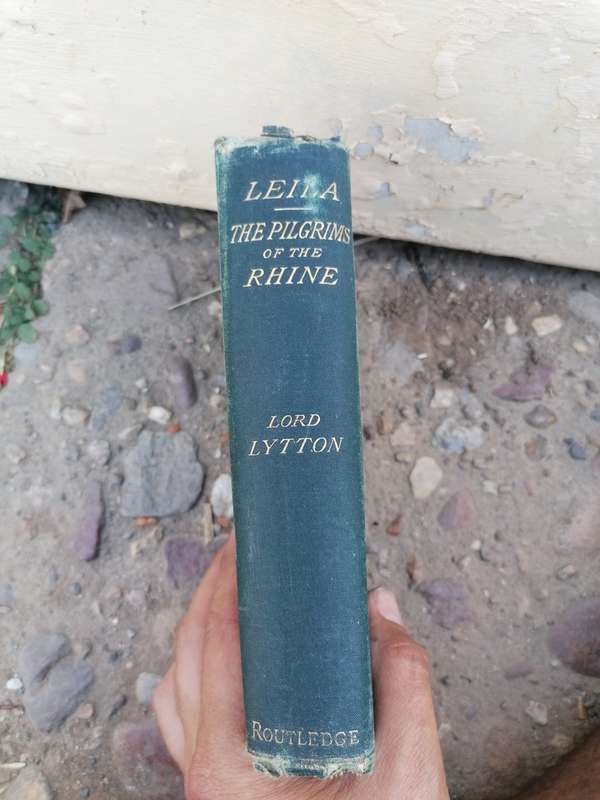 LEILA
THE PILGRIMS
OF THE
RHINE
LORD
LYTTON
ROUTLEDGE